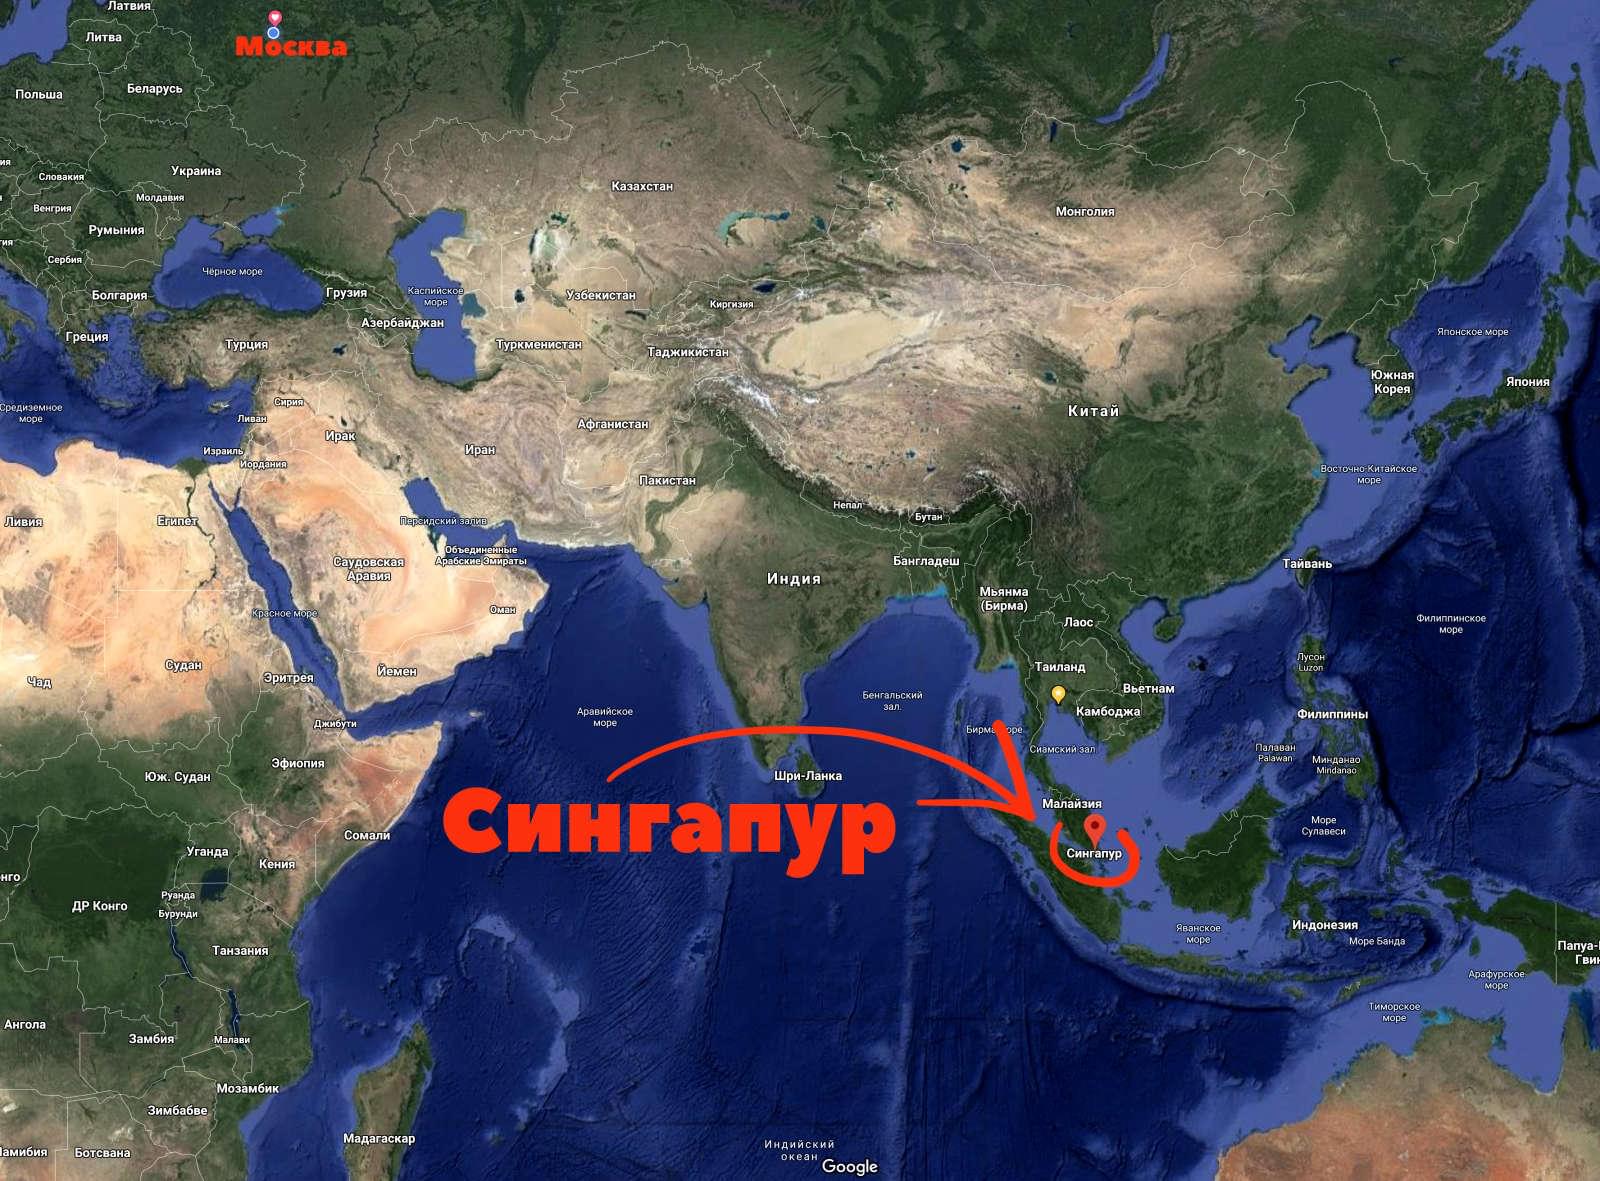 Латвия
Литва
Москва
Польша
Беларусь
Украина
Словакия
Венгрия
Молдавия
Румыния
Сербия
Болгария
Чёрное море
Грузия
Каспийское
море
Азербайджан
Греция
Турция
Казахстан
Монголия
Узбекистан
Киргизия
Туркменистан
Таджикистан
Японское море
Южная
Корея
Япония
Китай
Средиземное
море
Сирия
Ливан
Ирак
Израиль
Иордания
Иран
Афганистан
Пакистан
Непал
Бутан
Восточно-Китайское
море
Ливия
Египет
Персидский залив
Объединенные
Арабские Эмираты
Саудовская
Аравия
Индия
Бангладеш
Мьянма
(Бирма)
Тайвань
Лаос
Филиппинское
море
Красное море
Оман
Судан
Чад
Эритрея
Йемен
Таиланд
Вьетнам
Лусон
Luzon
Бенгальский
зал.
Аравийское
море
Камбоджа
Филиппины
Джибути
Сиамский зал.
Палаван
Palawan
Минданао
Mindanao
Эфиопия
Юж. Судан
Шри-Ланка
Малайзия
Сингапур
Сингапур
Море
Сулавеси
Сомали
Уганда
Кения
ДР Конго
Руанда
Бурунди
Танзания
Яванское
море
Индонезия
Море Банда
Арафурское
море
Тиморское
море
Ангола
Замбия
Малави
Мозамбик
Зимбабве
Ботсвана
Мадагаскар
Индийский
океан
Google